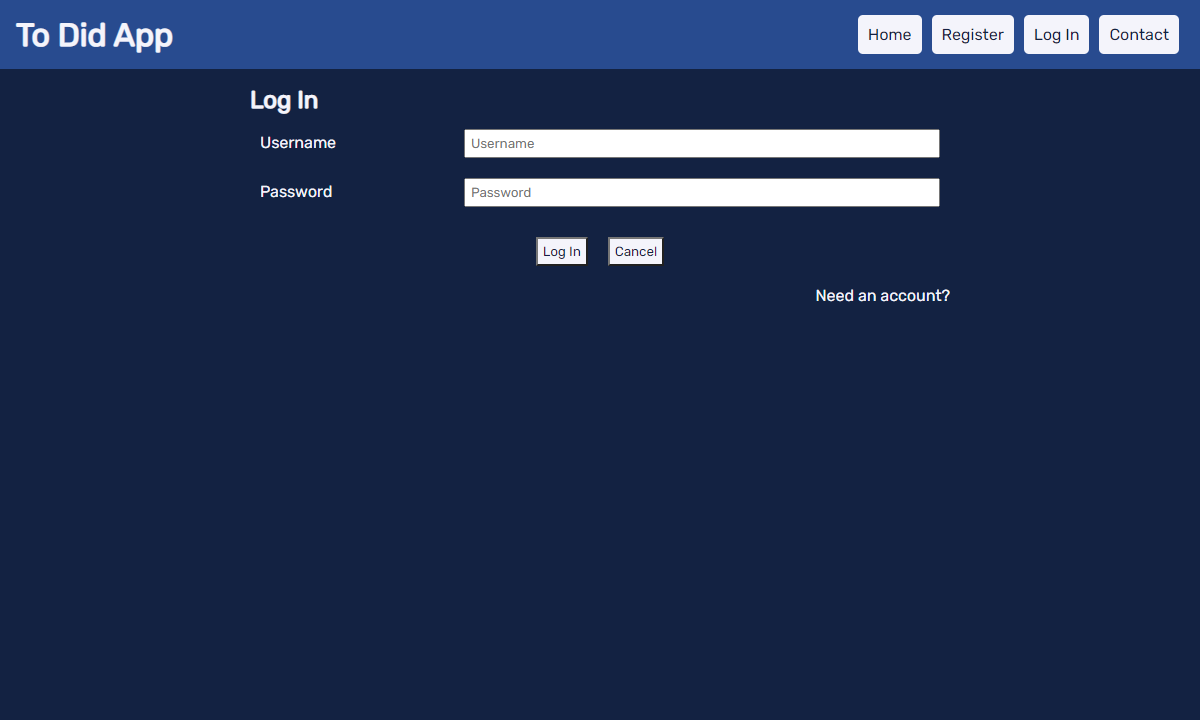 To Did App
Home Register Log In Contact
Log In
Username Username
Password Password
Log In Cancel
Need an account?